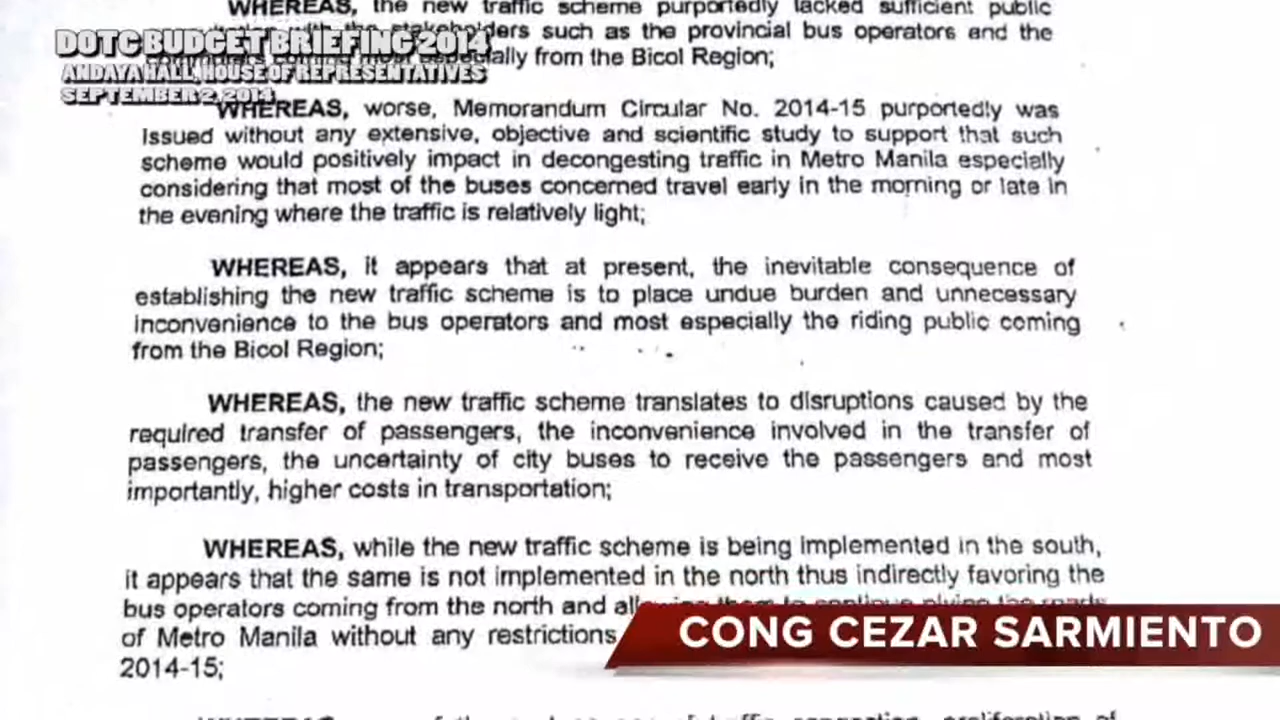 WHEREAS, the new traffic scheme purportedly lacked sufficient public
stakeholders such as the provincial bus operators and the
especially from the Bicol Region;
DOTC BUDGET BRIEFING 2014
ANDAYA HALL, HOUSE OF REPRESENTATIVES
SEPTEMBER 2, 2014
WHEREAS, worse, Memorandum Circular No. 2014-15 purportedly was
issued without any extensive, objective and scientific study to support that such
scheme would positively impact in decongesting traffic in Metro Manila especially
considering that most of the buses concerned travel early in the morning or late in
the evening where the traffic is relatively light;
WHEREAS, it appears that at present, the inevitable consequence of
establishing the new traffic scheme is to place undue burden and unnecessary
inconvenience to the bus operators and most especially the riding public coming
from the Bicol Region;
WHEREAS, the new traffic scheme translates to disruptions caused by the
required transfer of passengers, the inconvenience involved in the transfer of
passengers, the uncertainty of city buses to receive the passengers and most
importantly, higher costs in transportation;
WHEREAS, while the new traffic scheme is being implemented in the south,
it appears that the same is not implemented in the north thus indirectly favoring the
bus operators coming from the north and allowing them to continue plying the roads
of Metro Manila without any restrictions
2014-15;
CONG CEZAR SARMIENTO